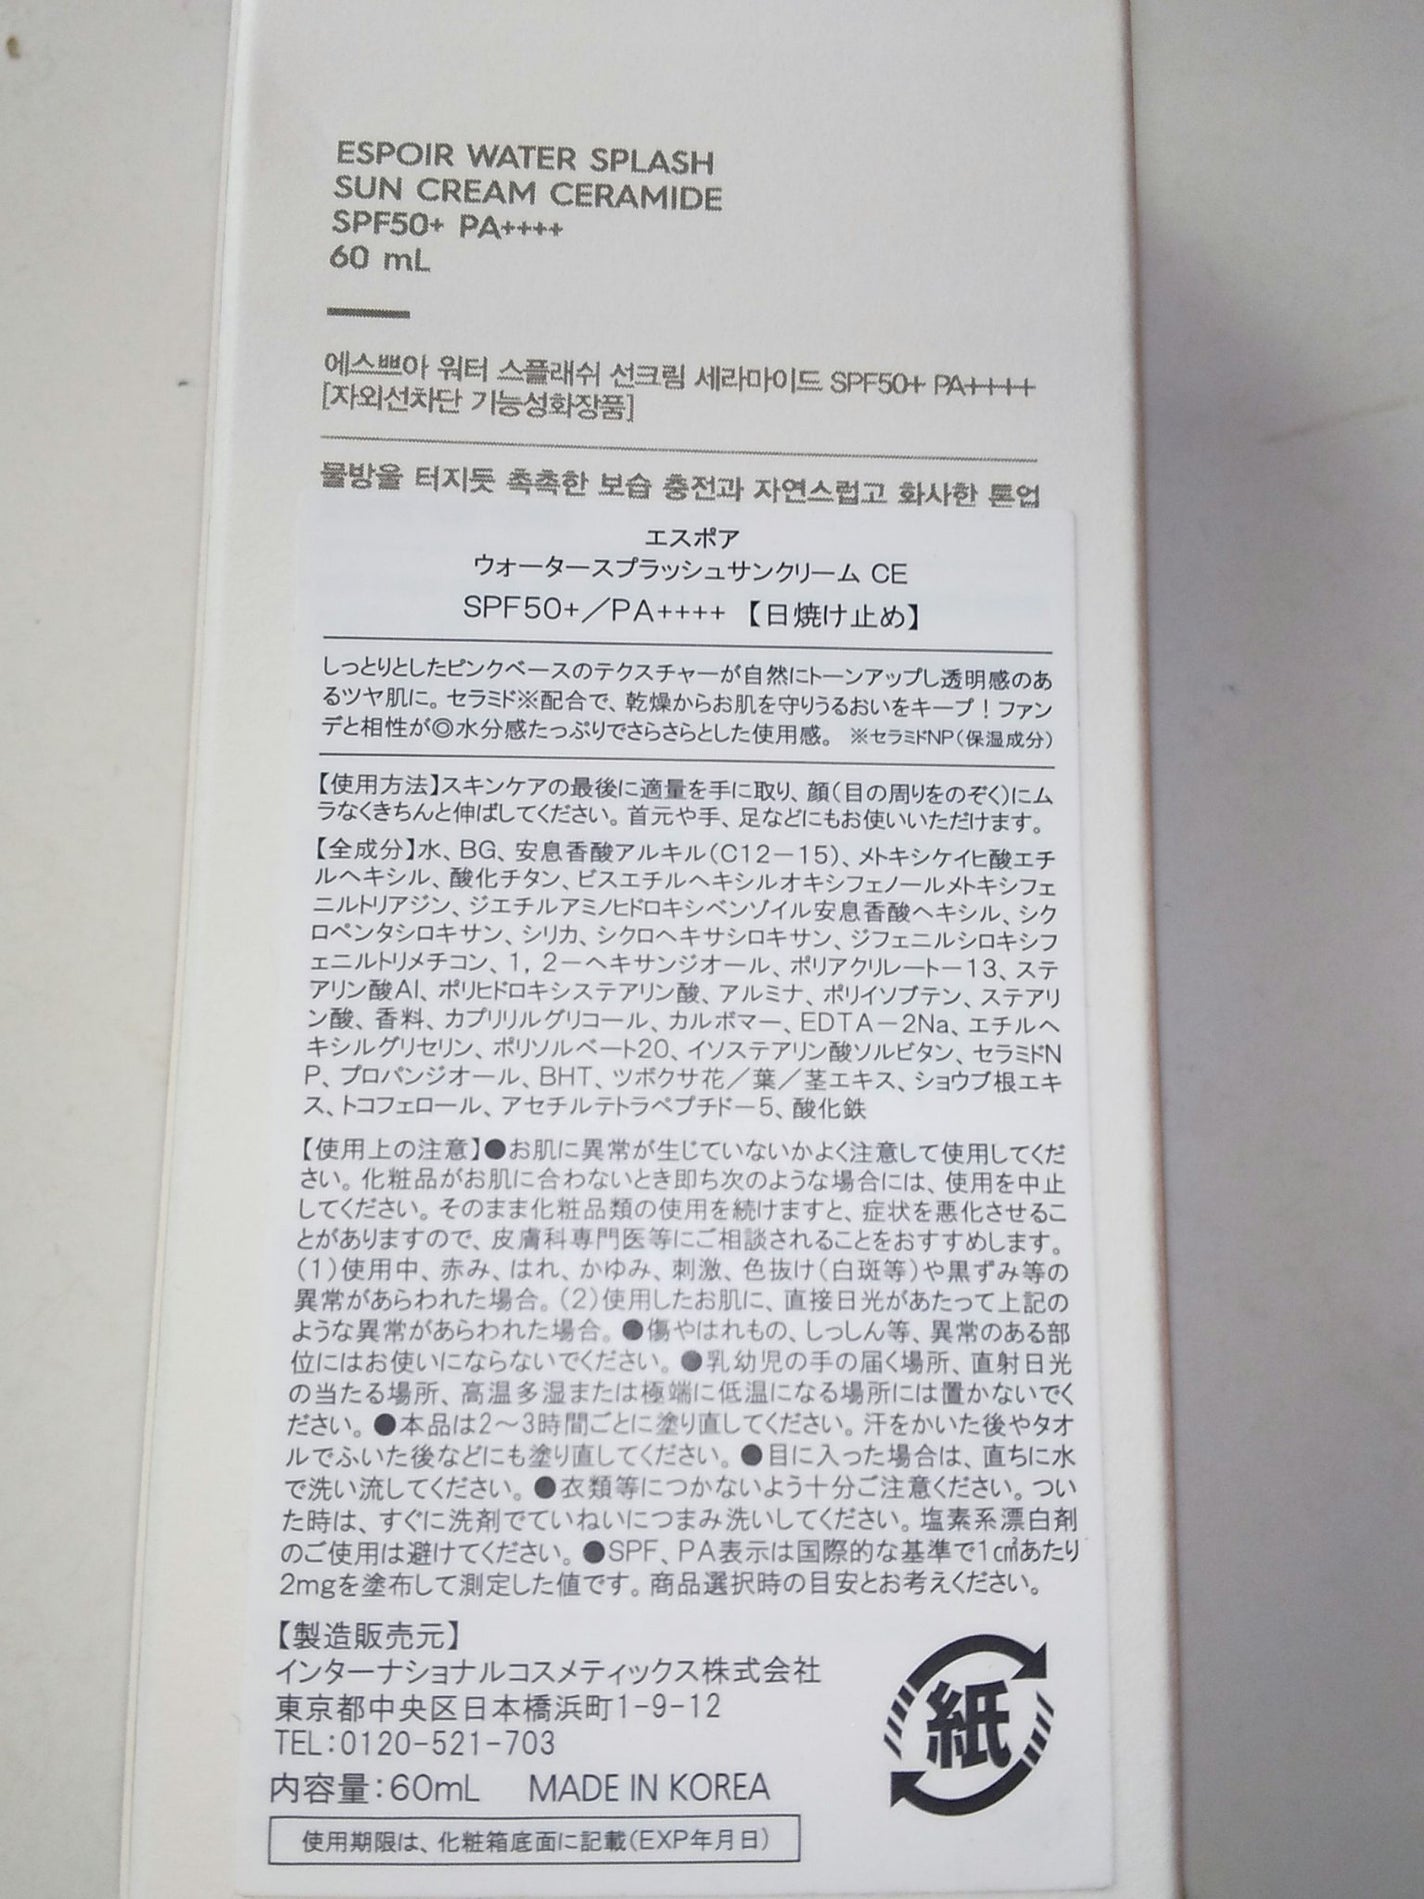 ESPOIR WATER SPLASH
SUN CREAM CERAMIDE
SPF50+ PA++++
60 mL
에스쁘아 워터 스플래쉬 선크림 세라마이드 SPF50+ PA++++
[자외선차단 기능성화장품]
물방울 터지듯 촉촉한 보습 충전과 자연스럽고 화사한 톤업
エスポア
ウォータースプラッシュサンクリーム CE
SPF50+／PA++++ 【日焼け止め】
しっとりとしたピンクベースのテクスチャーが自然にトーンアップし透明感のあ
るツヤ肌に。セラミド※配合で、乾燥からお肌を守りうるおいをキープ！ファン
デと相性が◎水分感たっぷりでさらさらとした使用感。 ※セラミドNP（保湿成分）
【使用方法】スキンケアの最後に適量を手に取り、顔（目の周りをのぞく）にム
ラなくきちんと伸ばしてください。首元や手、足などにもお使いいただけます。
【全成分】水、BG、安息香酸アルキル（C12－15）、メトキシケイヒ酸エチ
ルヘキシル、酸化チタン、ビスエチルヘキシルオキシフェノールメトキシフェ
ニルトリアジン、ジエチルアミノヒドロキシベンゾイル安息香酸ヘキシル、シク
ロペンタシロキサン、シリカ、シクロヘキサシロキサン、ジフェニルシロキシフ
ェニルトリメチコン、1，2－ヘキサンジオール、ポリアクリレート－13、ステ
アリン酸Al、ポリヒドロキシステアリン酸、アルミナ、ポリイソブテン、ステアリ
ン酸、香料、カプリリルグリコール、カルボマー、EDTA－2Na、エチルヘ
キシルグリセリン、ポリソルベート20、イソステアリン酸ソルビタン、セラミドN
P、プロパンジオール、BHT、ツボクサ花／葉／茎エキス、ショウブ根エキ
ス、トコフェロール、アセチルテトラペプチド－5、酸化鉄
【使用上の注意】●お肌に異常が生じていないかよく注意して使用してくだ
さい。化粧品がお肌に合わないとき即ち次のような場合には、使用を中止
してください。そのまま化粧品類の使用を続けますと、症状を悪化させるこ
とがありますので、皮膚科専門医等にご相談されることをおすすめします。
（1）使用中、赤み、はれ、かゆみ、刺激、色抜け（白斑等）や黒ずみ等の
異常があらわれた場合。（2）使用したお肌に、直接日光があたって上記の
ような異常があらわれた場合。●傷やはれもの、しっしん等、異常のある部
位にはお使いにならないでください。●乳幼児の手の届く場所、直射日光
の当たる場所、高温多湿または極端に低温になる場所には置かないでく
ださい。●本品は2～3時間ごとに塗り直してください。汗をかいた後やタオ
ルでふいた後などにも塗り直してください。●目に入った場合は、直ちに水
で洗い流してください。●衣類等につかないよう十分ご注意ください。つい
た時は、すぐに洗剤でていねいにつまみ洗いしてください。塩素系漂白剤
のご使用は避けてください。●SPF、PA表示は国際的な基準で1c㎡あたり
2mgを塗布して測定した値です。商品選択時の目安とお考えください。
【製造販売元】
インターナショナルコスメティックス株式会社
東京都中央区日本橋浜町1-9-12
TEL：0120-521-703
内容量：60mL MADE IN KOREA
紙
使用期限は、化粧箱底面に記載（EXP年月日）